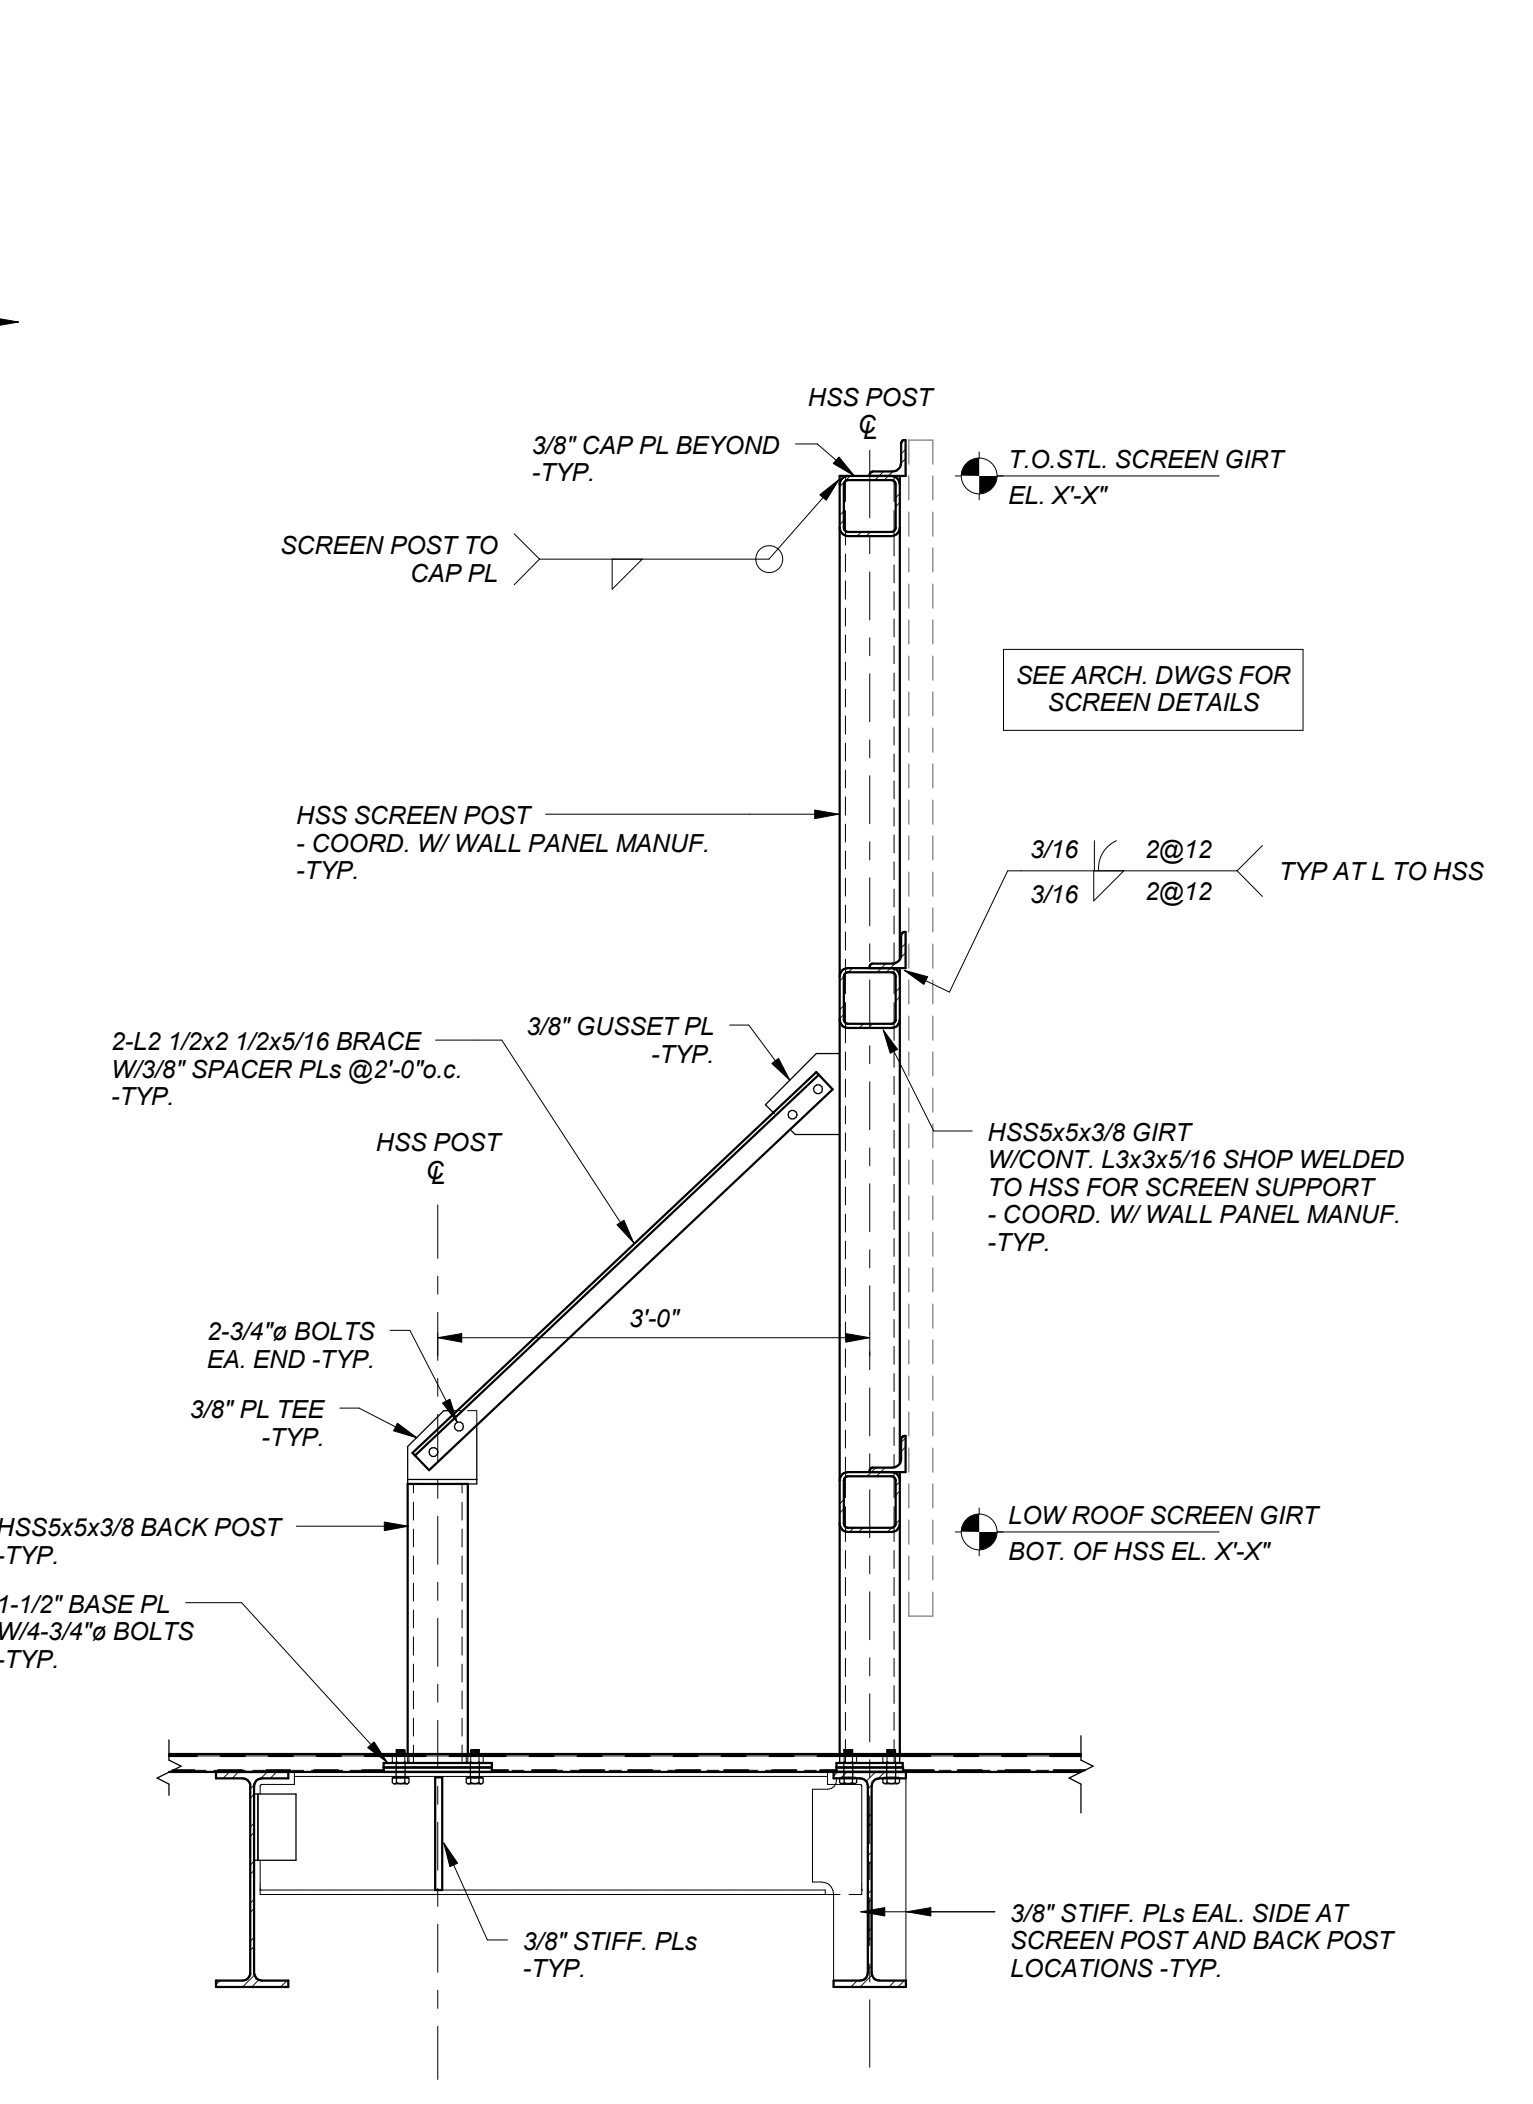 HSS POST
℄
3/8" CAP PL BEYOND
-TYP.
T.O.STL. SCREEN GIRT
EL. X'-X"
SCREEN POST TO
CAP PL
SEE ARCH. DWGS FOR
SCREEN DETAILS
HSS SCREEN POST
- COORD. W/ WALL PANEL MANUF.
-TYP.
3/16 2@12
3/16 2@12
TYP AT L TO HSS
2-L2 1/2x2 1/2x5/16 BRACE
W/3/8" SPACER PLs @2'-0"o.c.
-TYP.
3/8" GUSSET PL
-TYP.
HSS POST
℄
HSS5x5x3/8 GIRT
W/CONT. L3x3x5/16 SHOP WELDED
TO HSS FOR SCREEN SUPPORT
- COORD. W/ WALL PANEL MANUF.
-TYP.
3'-0"
2-3/4"ø BOLTS
EA. END -TYP.
3/8" PL TEE
-TYP.
HSS5x5x3/8 BACK POST
-TYP.
LOW ROOF SCREEN GIRT
BOT. OF HSS EL. X'-X"
1-1/2" BASE PL
W/4-3/4"ø BOLTS
-TYP.
3/8" STIFF. PLs
-TYP.
3/8" STIFF. PLs EAL. SIDE AT
SCREEN POST AND BACK POST
LOCATIONS -TYP.